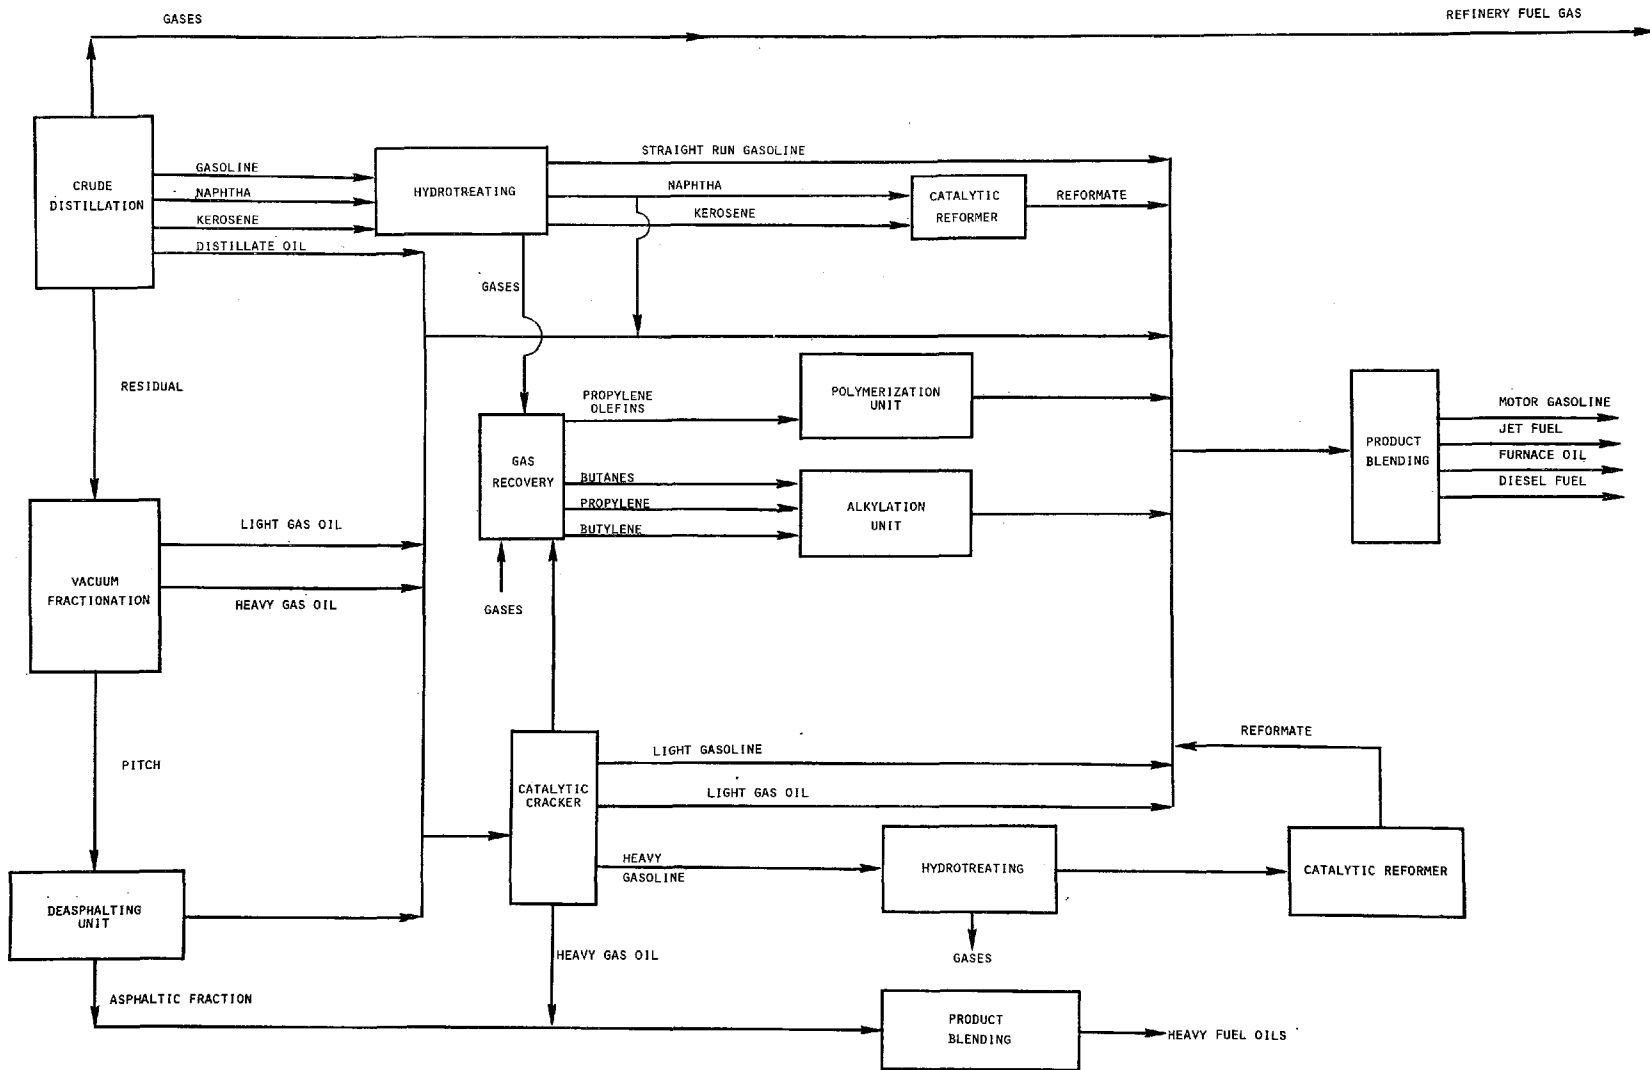 GASES
REFINERY FUEL GAS
CRUDE
DISTILLATION
GASOLINE
NAPHTHA
KEROSENE
DISTILLATE OIL
HYDROTREATING
STRAIGHT RUN GASOLINE
NAPHTHA
KEROSENE
CATALYTIC
REFORMER
REFORMATE
GASES
RESIDUAL
PROPYLENE
OLEFINS
POLYMERIZATION
UNIT
GAS
RECOVERY
BUTANES
PROPYLENE
BUTYLENE
ALKYLATION
UNIT
PRODUCT
BLENDING
MOTOR GASOLINE
JET FUEL
FURNACE OIL
DIESEL FUEL
LIGHT GAS OIL
VACUUM
FRACTIONATION
HEAVY GAS OIL
GASES
PITCH
CATALYTIC
CRACKER
LIGHT GASOLINE
LIGHT GAS OIL
REFORMATE
HEAVY
GASOLINE
HYDROTREATING
CATALYTIC REFORMER
DEASPHALTING
UNIT
HEAVY GAS OIL
GASES
ASPHALTIC FRACTION
PRODUCT
BLENDING
HEAVY FUEL OILS